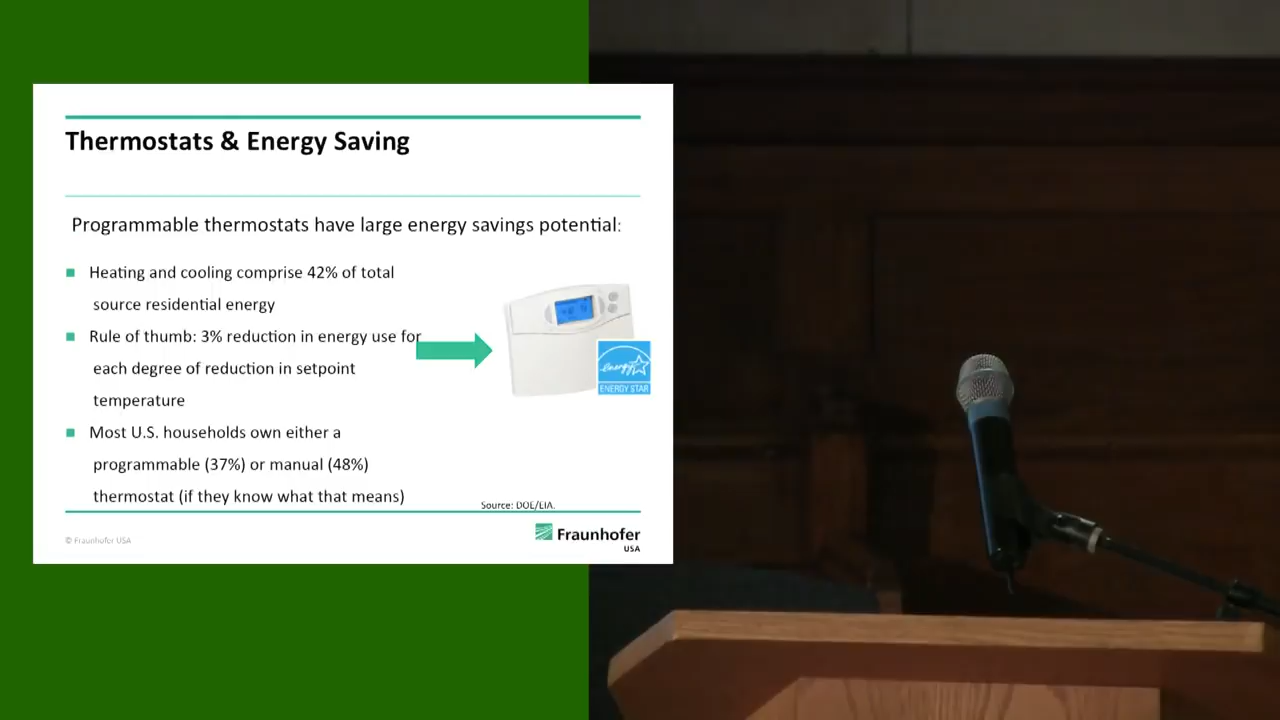 Thermostats & Energy Saving
Programmable thermostats have large energy savings potential:
Heating and cooling comprise 42% of total
source residential energy
Rule of thumb: 3% reduction in energy use for
each degree of reduction in setpoint
temperature
Most U.S. households own either a
programmable (37%) or manual (48%)
thermostat (if they know what that means)
energy
ENERGY STAR
Source: DOE/EIA.
© Fraunhofer USA
Fraunhofer
USA